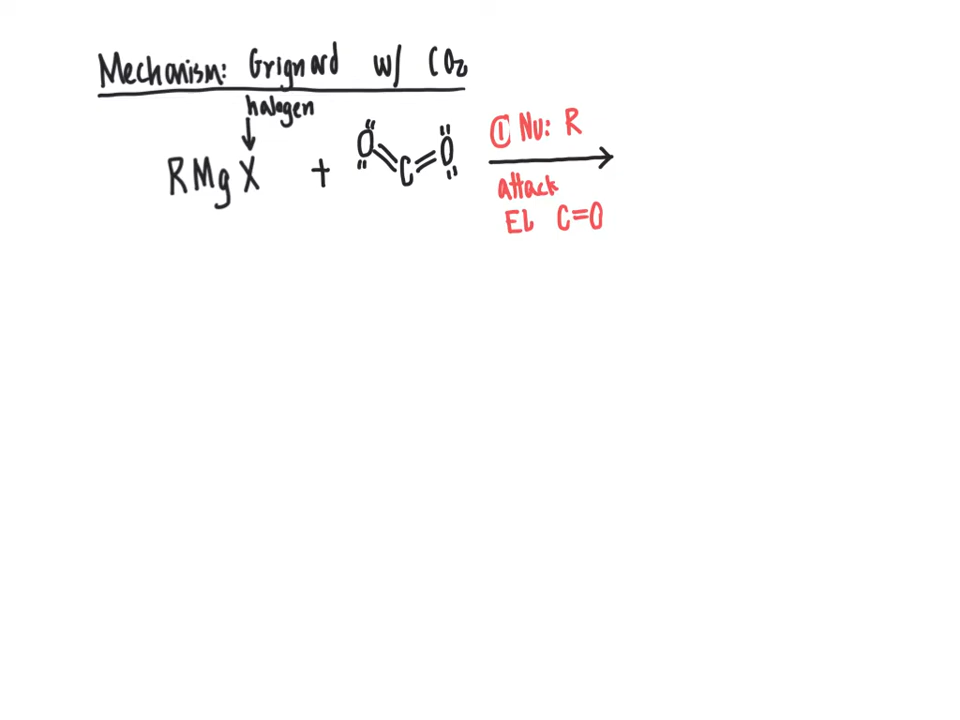 Mechanism: Grignard w/ CO₂
halogen
RMgX + O=C=O
① Nu: R
attack
El C=O